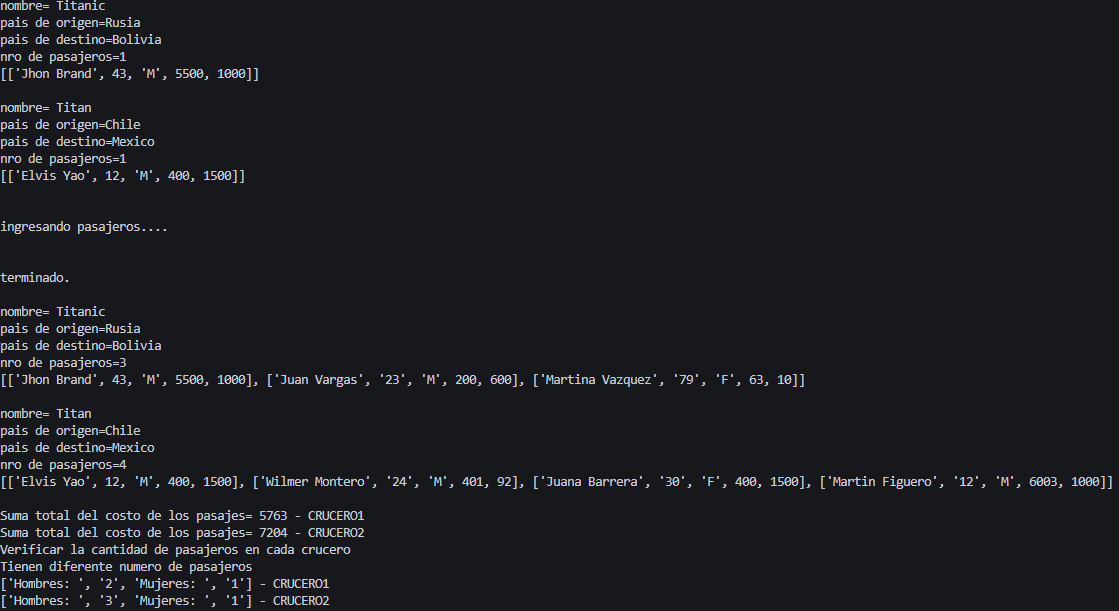 nombre= Titanic
pais de origen=Rusia
pais de destino=Bolivia
nro de pasajeros=1
[['Jhon Brand', 43, 'M', 5500, 1000]]
nombre= Titan
pais de origen=Chile
pais de destino=Mexico
nro de pasajeros=1
[['Elvis Yao', 12, 'M', 400, 1500]]
ingresando pasajeros....
terminado.
nombre= Titanic
pais de origen=Rusia
pais de destino=Bolivia
nro de pasajeros=3
[['Jhon Brand', 43, 'M', 5500, 1000], ['Juan Vargas', '23', 'M', 200, 600], ['Martina Vazquez', '79', 'F', 63, 10]]
nombre= Titan
pais de origen=Chile
pais de destino=Mexico
nro de pasajeros=4
[['Elvis Yao', 12, 'M', 400, 1500], ['Wilmer Montero', '24', 'M', 401, 92], ['Juana Barrera', '30', 'F', 400, 1500], ['Martin Figuero', '12', 'M', 6003, 1000]]
Suma total del costo de los pasajes= 5763 - CRUCERO1
Suma total del costo de los pasajes= 7204 - CRUCERO2
Verificar la cantidad de pasajeros en cada crucero
Tienen diferente numero de pasajeros
['Hombres: ', '2', 'Mujeres: ', '1'] - CRUCERO1
['Hombres: ', '3', 'Mujeres: ', '1'] - CRUCERO2